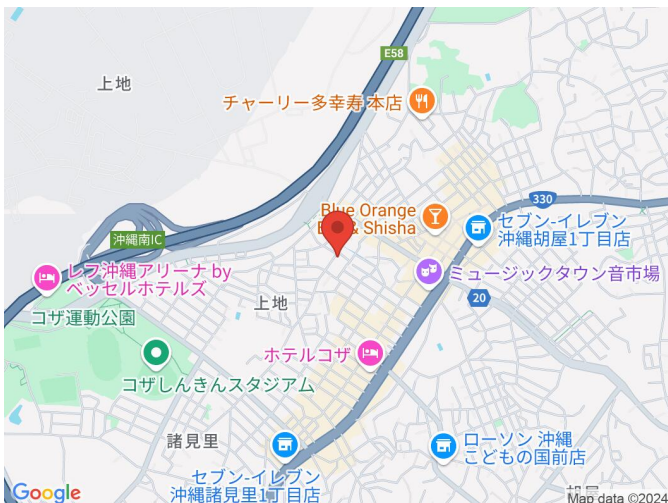 E58
上地
チャーリー多幸寿 本店
330
Blue Orange
& Shisha
セブン-イレブン
沖縄胡屋1丁目店
沖縄南IC
レフ沖縄アリーナ by
ベッセルホテルズ
ミュージックタウン音市場
20
上地
コザ運動公園
ホテルコザ
コザしんきんスタジアム
諸見里
ローソン 沖縄
こどもの国前店
セブン-イレブン
沖縄諸見里1丁目店
Google
Map data ©2024